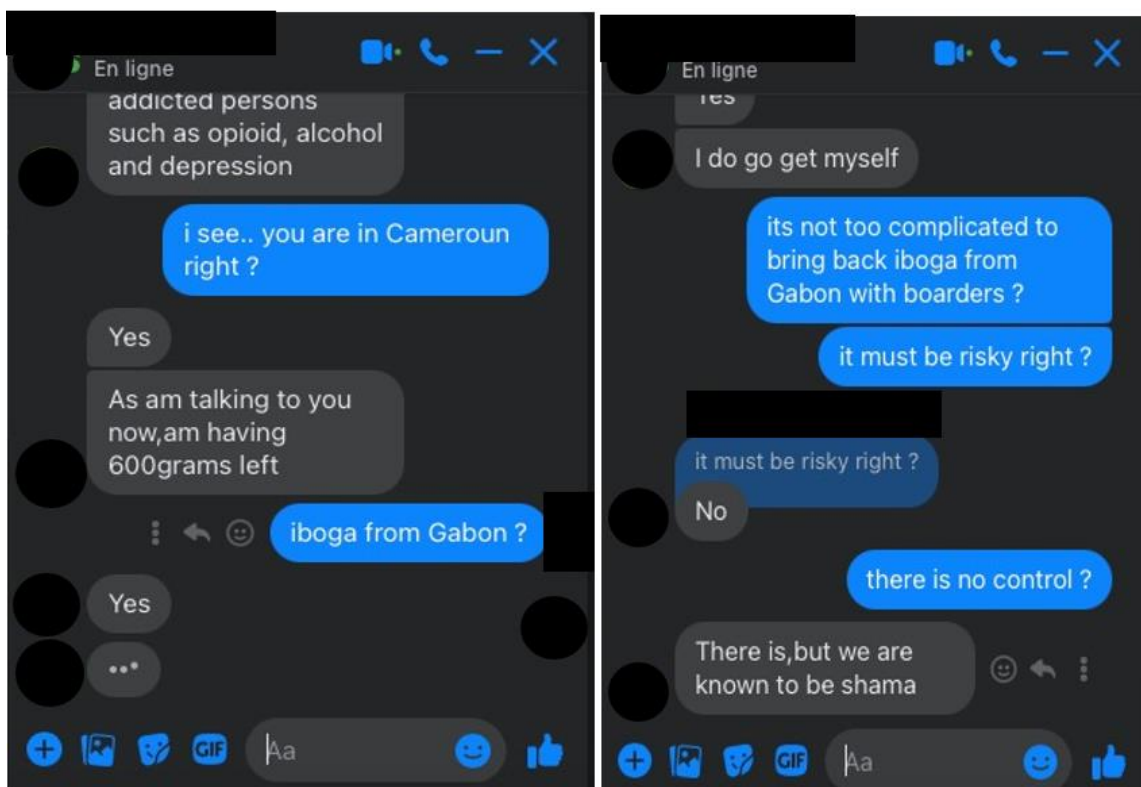 En ligne
addicted persons
such as opioid, alcohol
and depression
i see.. you are in Cameroun
right ?
Yes
As am talking to you
now,am having
600grams left
iboga from Gabon ?
Yes
GIF
Aa
En ligne
Yes
I do go get myself
its not too complicated to
bring back iboga from
Gabon with boarders ?
it must be risky right ?
it must be risky right ?
No
there is no control ?
There is,but we are
known to be shama
GIF
Aa